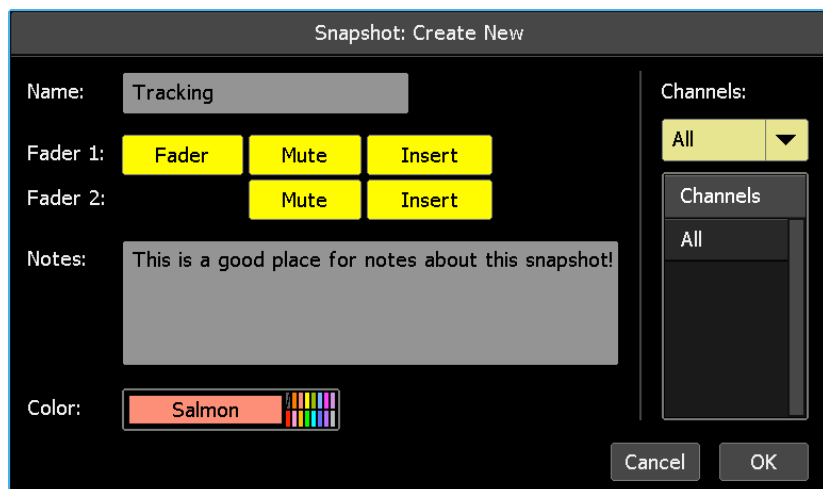 Snapshot: Create New
Name: Tracking
Channels:
All
Fader 1: Fader Mute Insert
Fader 2: Mute Insert
Channels
All
Notes: This is a good place for notes about this snapshot!
Color: Salmon
Cancel OK